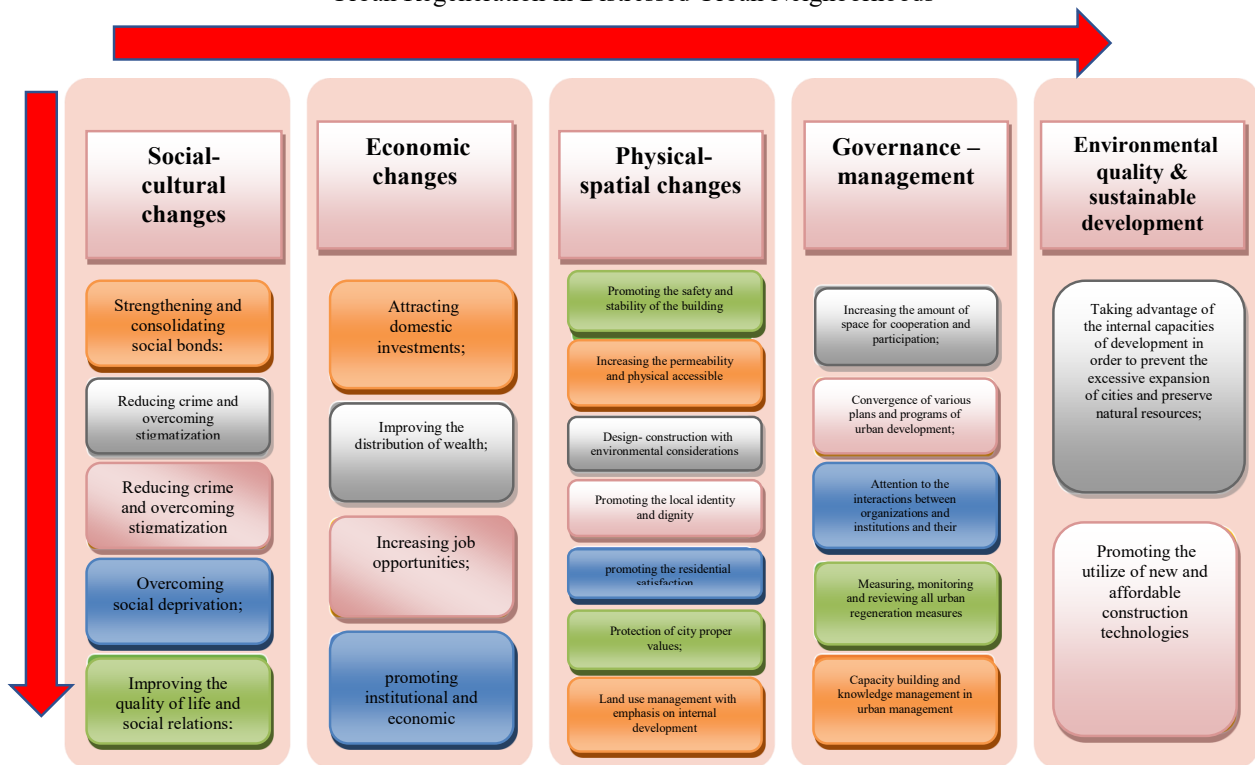 Urban Regeneration in Distressed Urban Neighborhoods
Social-
cultural
changes
Strengthening and
consolidating
social bonds;
Reducing crime and
overcoming
stigmatization
Reducing crime
and overcoming
stigmatization
Overcoming
social deprivation;
Improving the
quality of life and
social relations;
Economic
changes
Attracting
domestic
investments;
Improving the
distribution of wealth;
Increasing job
opportunities;
promoting
institutional and
economic
Physical-
spatial changes
Promoting the safety and
stability of the building
Increasing the permeability
and physical accessible
Design- construction with
environmental considerations
Promoting the local identity
and dignity
promoting the residential
satisfaction
Protection of city proper
values;
Land use management with
emphasis on internal
development
Governance –
management
Increasing the amount of
space for cooperation and
participation;
Convergence of various
plans and programs of
urban development;
Attention to the
interactions between
organizations and
institutions and their
Measuring, monitoring
and reviewing all urban
regeneration measures
Capacity building and
knowledge management in
urban management
Environmental
quality &
sustainable
development
Taking advantage of
the internal capacities
of development in
order to prevent the
excessive expansion
of cities and preserve
natural resources;
Promoting the
utilize of new and
affordable
construction
technologies